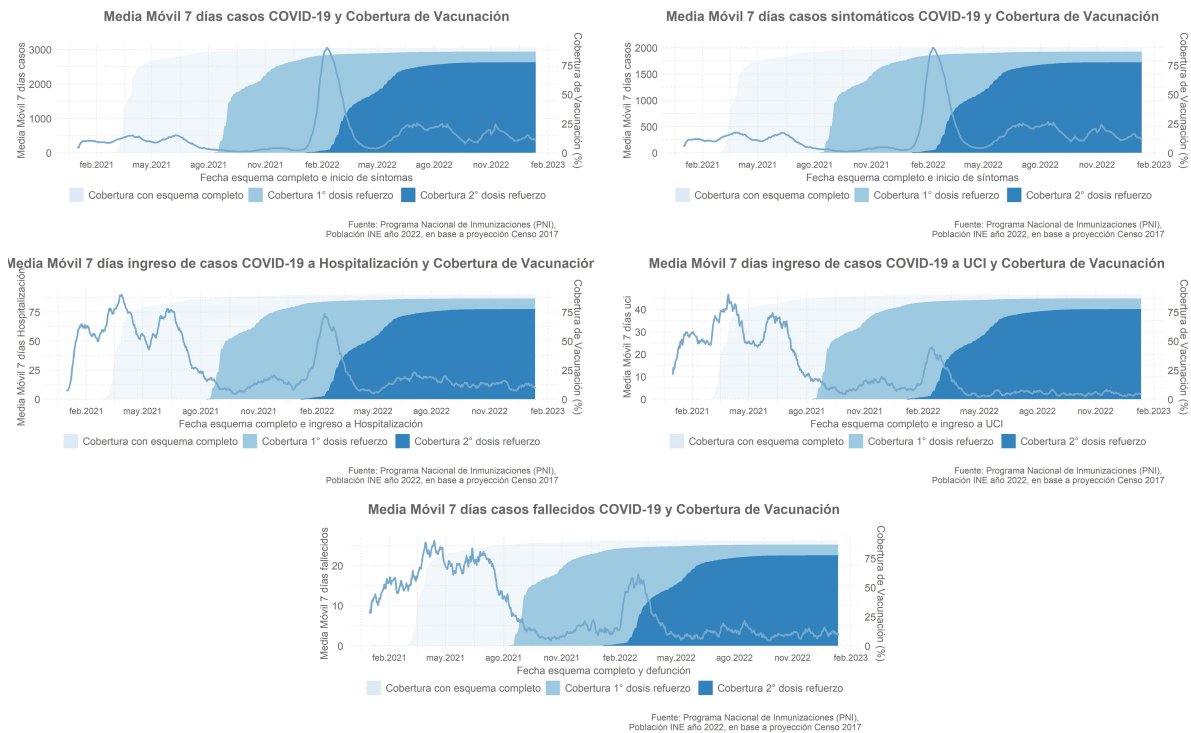 Media Móvil 7 días casos COVID-19 y Cobertura de Vacunación
Media Móvil 7 días casos
3000
2000
1000
0
Cobertura de Vacunación (%)
75
50
25
0
feb.2021 may.2021 ago.2021 nov.2021 feb.2022 may.2022 ago.2022 nov.2022 feb.2023
Fecha esquema completo e inicio de síntomas
Cobertura con esquema completo Cobertura 1° dosis refuerzo Cobertura 2° dosis refuerzo
Fuente: Programa Nacional de Inmunizaciones (PNI),
Población INE año 2022, en base a proyección Censo 2017
Media Móvil 7 días casos sintomáticos COVID-19 y Cobertura de Vacunación
Media Móvil 7 días casos
2000
1500
1000
500
0
Cobertura de Vacunación (%)
75
50
25
0
feb.2021 may.2021 ago.2021 nov.2021 feb.2022 may.2022 ago.2022 nov.2022 feb.2023
Fecha esquema completo e inicio de síntomas
Cobertura con esquema completo Cobertura 1° dosis refuerzo Cobertura 2° dosis refuerzo
Fuente: Programa Nacional de Inmunizaciones (PNI),
Población INE año 2022, en base a proyección Censo 2017
Media Móvil 7 días ingreso de casos COVID-19 a Hospitalización y Cobertura de Vacunación
Media Móvil 7 días Hospitalización
75
50
25
0
Cobertura de Vacunación (%)
75
50
25
0
feb.2021 may.2021 ago.2021 nov.2021 feb.2022 may.2022 ago.2022 nov.2022 feb.2023
Fecha esquema completo e ingreso a Hospitalización
Cobertura con esquema completo Cobertura 1° dosis refuerzo Cobertura 2° dosis refuerzo
Fuente: Programa Nacional de Inmunizaciones (PNI),
Población INE año 2022, en base a proyección Censo 2017
Media Móvil 7 días ingreso de casos COVID-19 a UCI y Cobertura de Vacunación
Media Móvil 7 días uci
40
30
20
10
0
Cobertura de Vacunación (%)
75
50
25
0
feb.2021 may.2021 ago.2021 nov.2021 feb.2022 may.2022 ago.2022 nov.2022 feb.2023
Fecha esquema completo e ingreso a UCI
Cobertura con esquema completo Cobertura 1° dosis refuerzo Cobertura 2° dosis refuerzo
Fuente: Programa Nacional de Inmunizaciones (PNI),
Población INE año 2022, en base a proyección Censo 2017
Media Móvil 7 días casos fallecidos COVID-19 y Cobertura de Vacunación
Media Móvil 7 días fallecidos
20
10
0
Cobertura de Vacunación (%)
75
50
25
0
feb.2021 may.2021 ago.2021 nov.2021 feb.2022 may.2022 ago.2022 nov.2022 feb.2023
Fecha esquema completo y defunción
Cobertura con esquema completo Cobertura 1° dosis refuerzo Cobertura 2° dosis refuerzo
Fuente: Programa Nacional de Inmunizaciones (PNI),
Población INE año 2022, en base a proyección Censo 2017